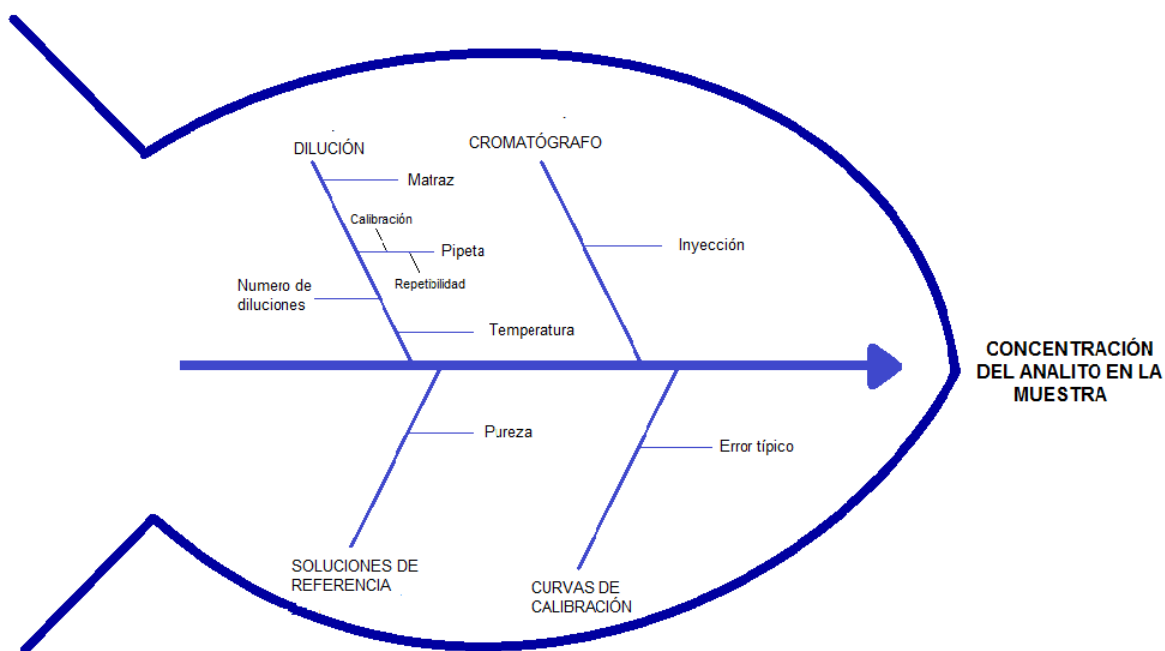 DILUCIÓN
CROMATÓGRAFO
Matraz
Calibración
Pipeta
Inyección
Repetibilidad
Numero de
diluciones
Temperatura
CONCENTRACIÓN
DEL ANALITO EN LA
MUESTRA
Pureza
Error típico
SOLUCIONES DE
REFERENCIA
CURVAS DE
CALIBRACIÓN